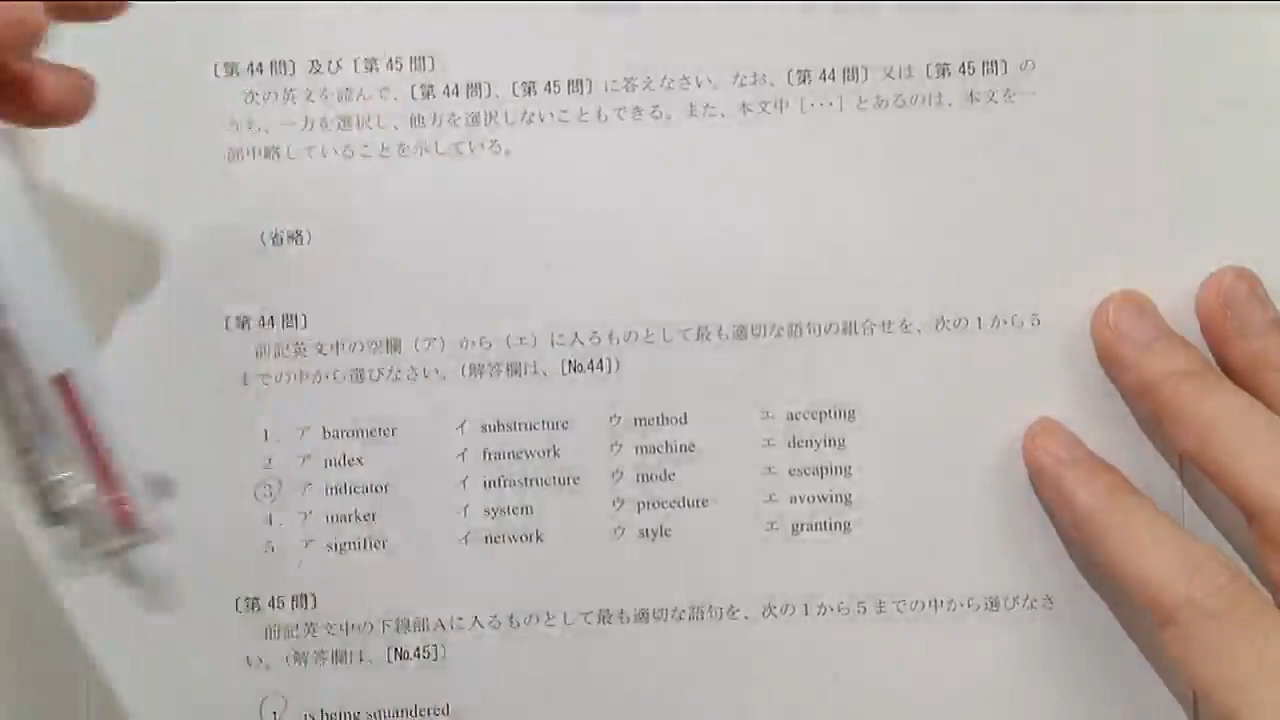 〔第44問〕及び〔第45問〕
次の英文を読んで、〔第44問〕、〔第45問〕に答えなさい。なお、〔第44問〕又は〔第45問〕の
うち、一方を選択し、他方を選択しないこともできる。また、本文中［・・・］とあるのは、本文を一
部中略していることを示している。
（省略）
〔第44問〕
前記英文中の空欄（ア）から（エ）に入るものとして最も適切な語句の組合せを、次の1から5
までの中から選びなさい。（解答欄は、［No.44］）
1. ア barometer イ substructure ウ method エ accepting
2. ア index イ framework ウ machine エ denying
3. ア indicator イ infrastructure ウ mode エ escaping
4. ア marker イ system ウ procedure エ avowing
5. ア signifier イ network ウ style エ granting
〔第45問〕
前記英文中の下線部Aに入るものとして最も適切な語句を、次の1から5までの中から選びなさ
い。（解答欄は、［No.45］）
1 is being squandered